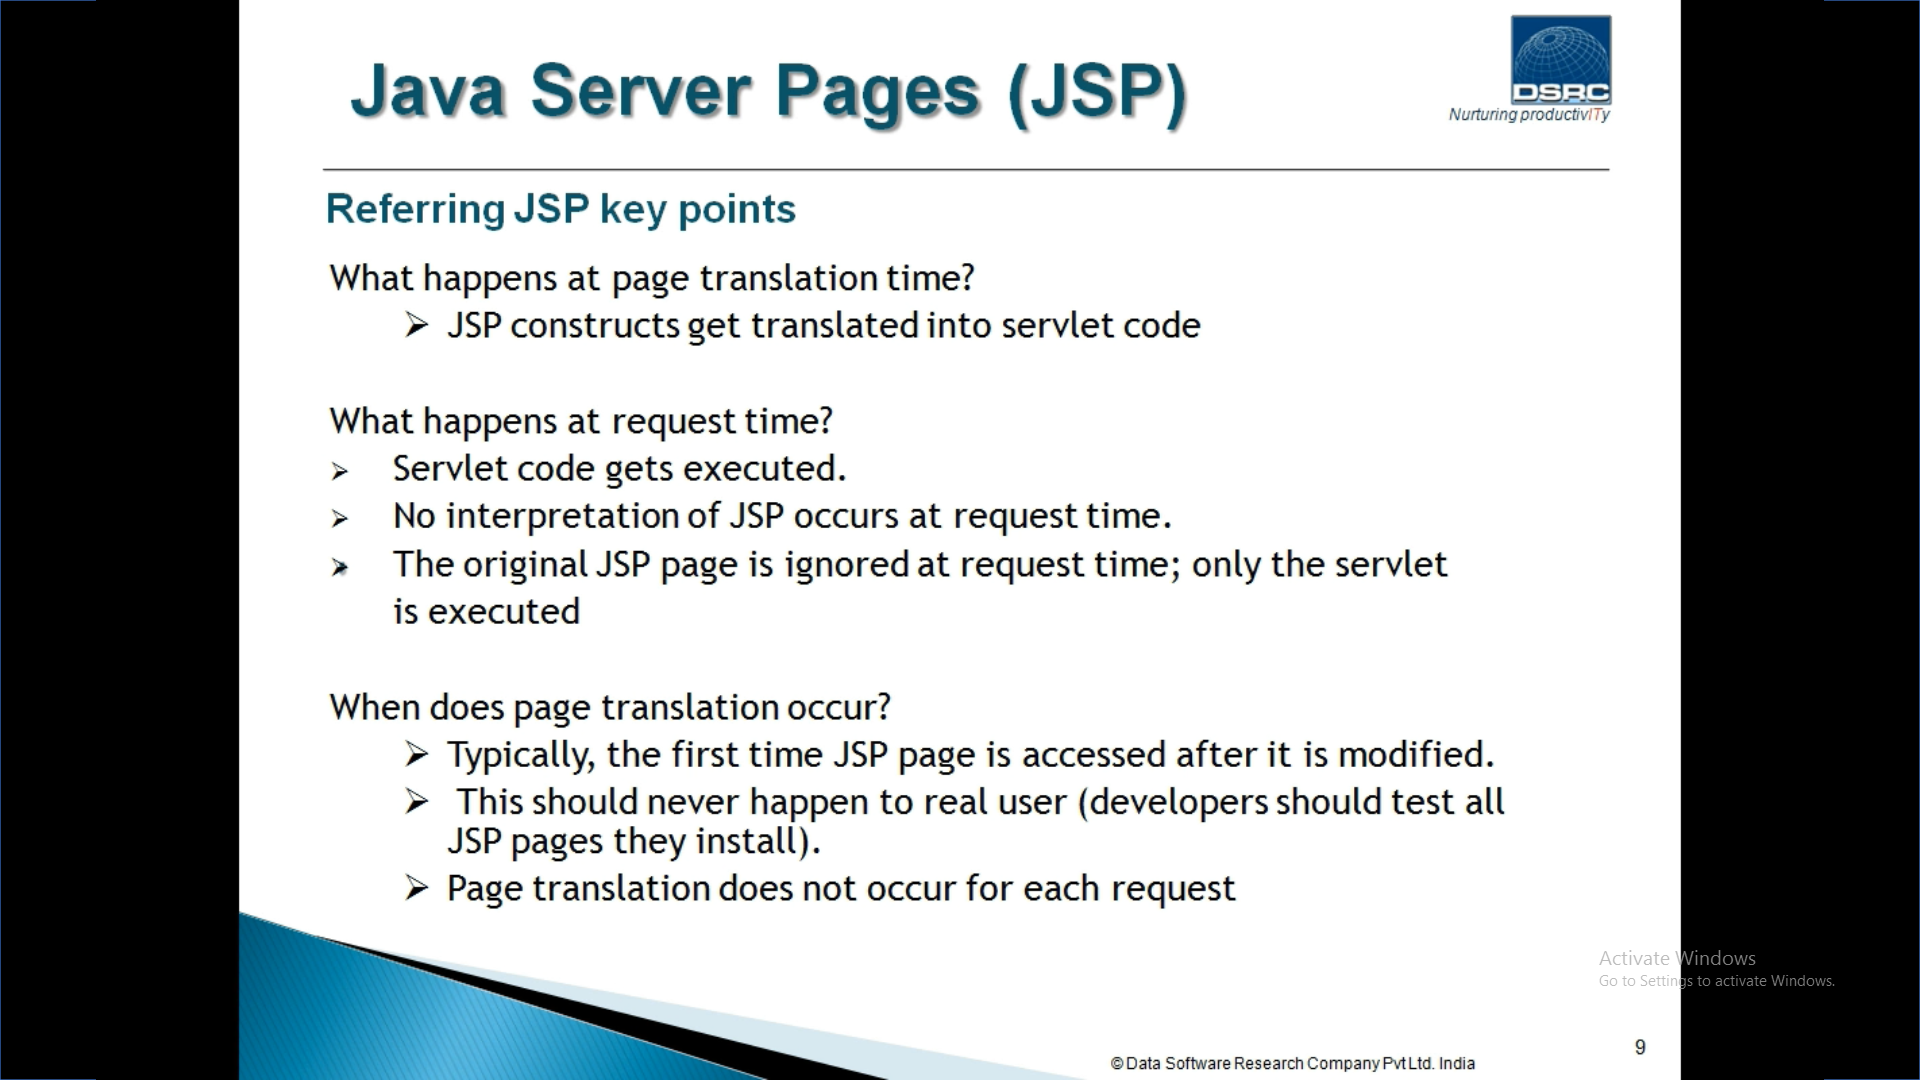 Java Server Pages (JSP)
DSRC
Nurturing productivITy
Referring JSP key points
What happens at page translation time?
➢ JSP constructs get translated into servlet code
What happens at request time?
➢ Servlet code gets executed.
➢ No interpretation of JSP occurs at request time.
➢ The original JSP page is ignored at request time; only the servlet
is executed
When does page translation occur?
➢ Typically, the first time JSP page is accessed after it is modified.
➢ This should never happen to real user (developers should test all
JSP pages they install).
➢ Page translation does not occur for each request
Activate Windows
Go to Settings to activate Windows.
9
© Data Software Research Company Pvt Ltd. India